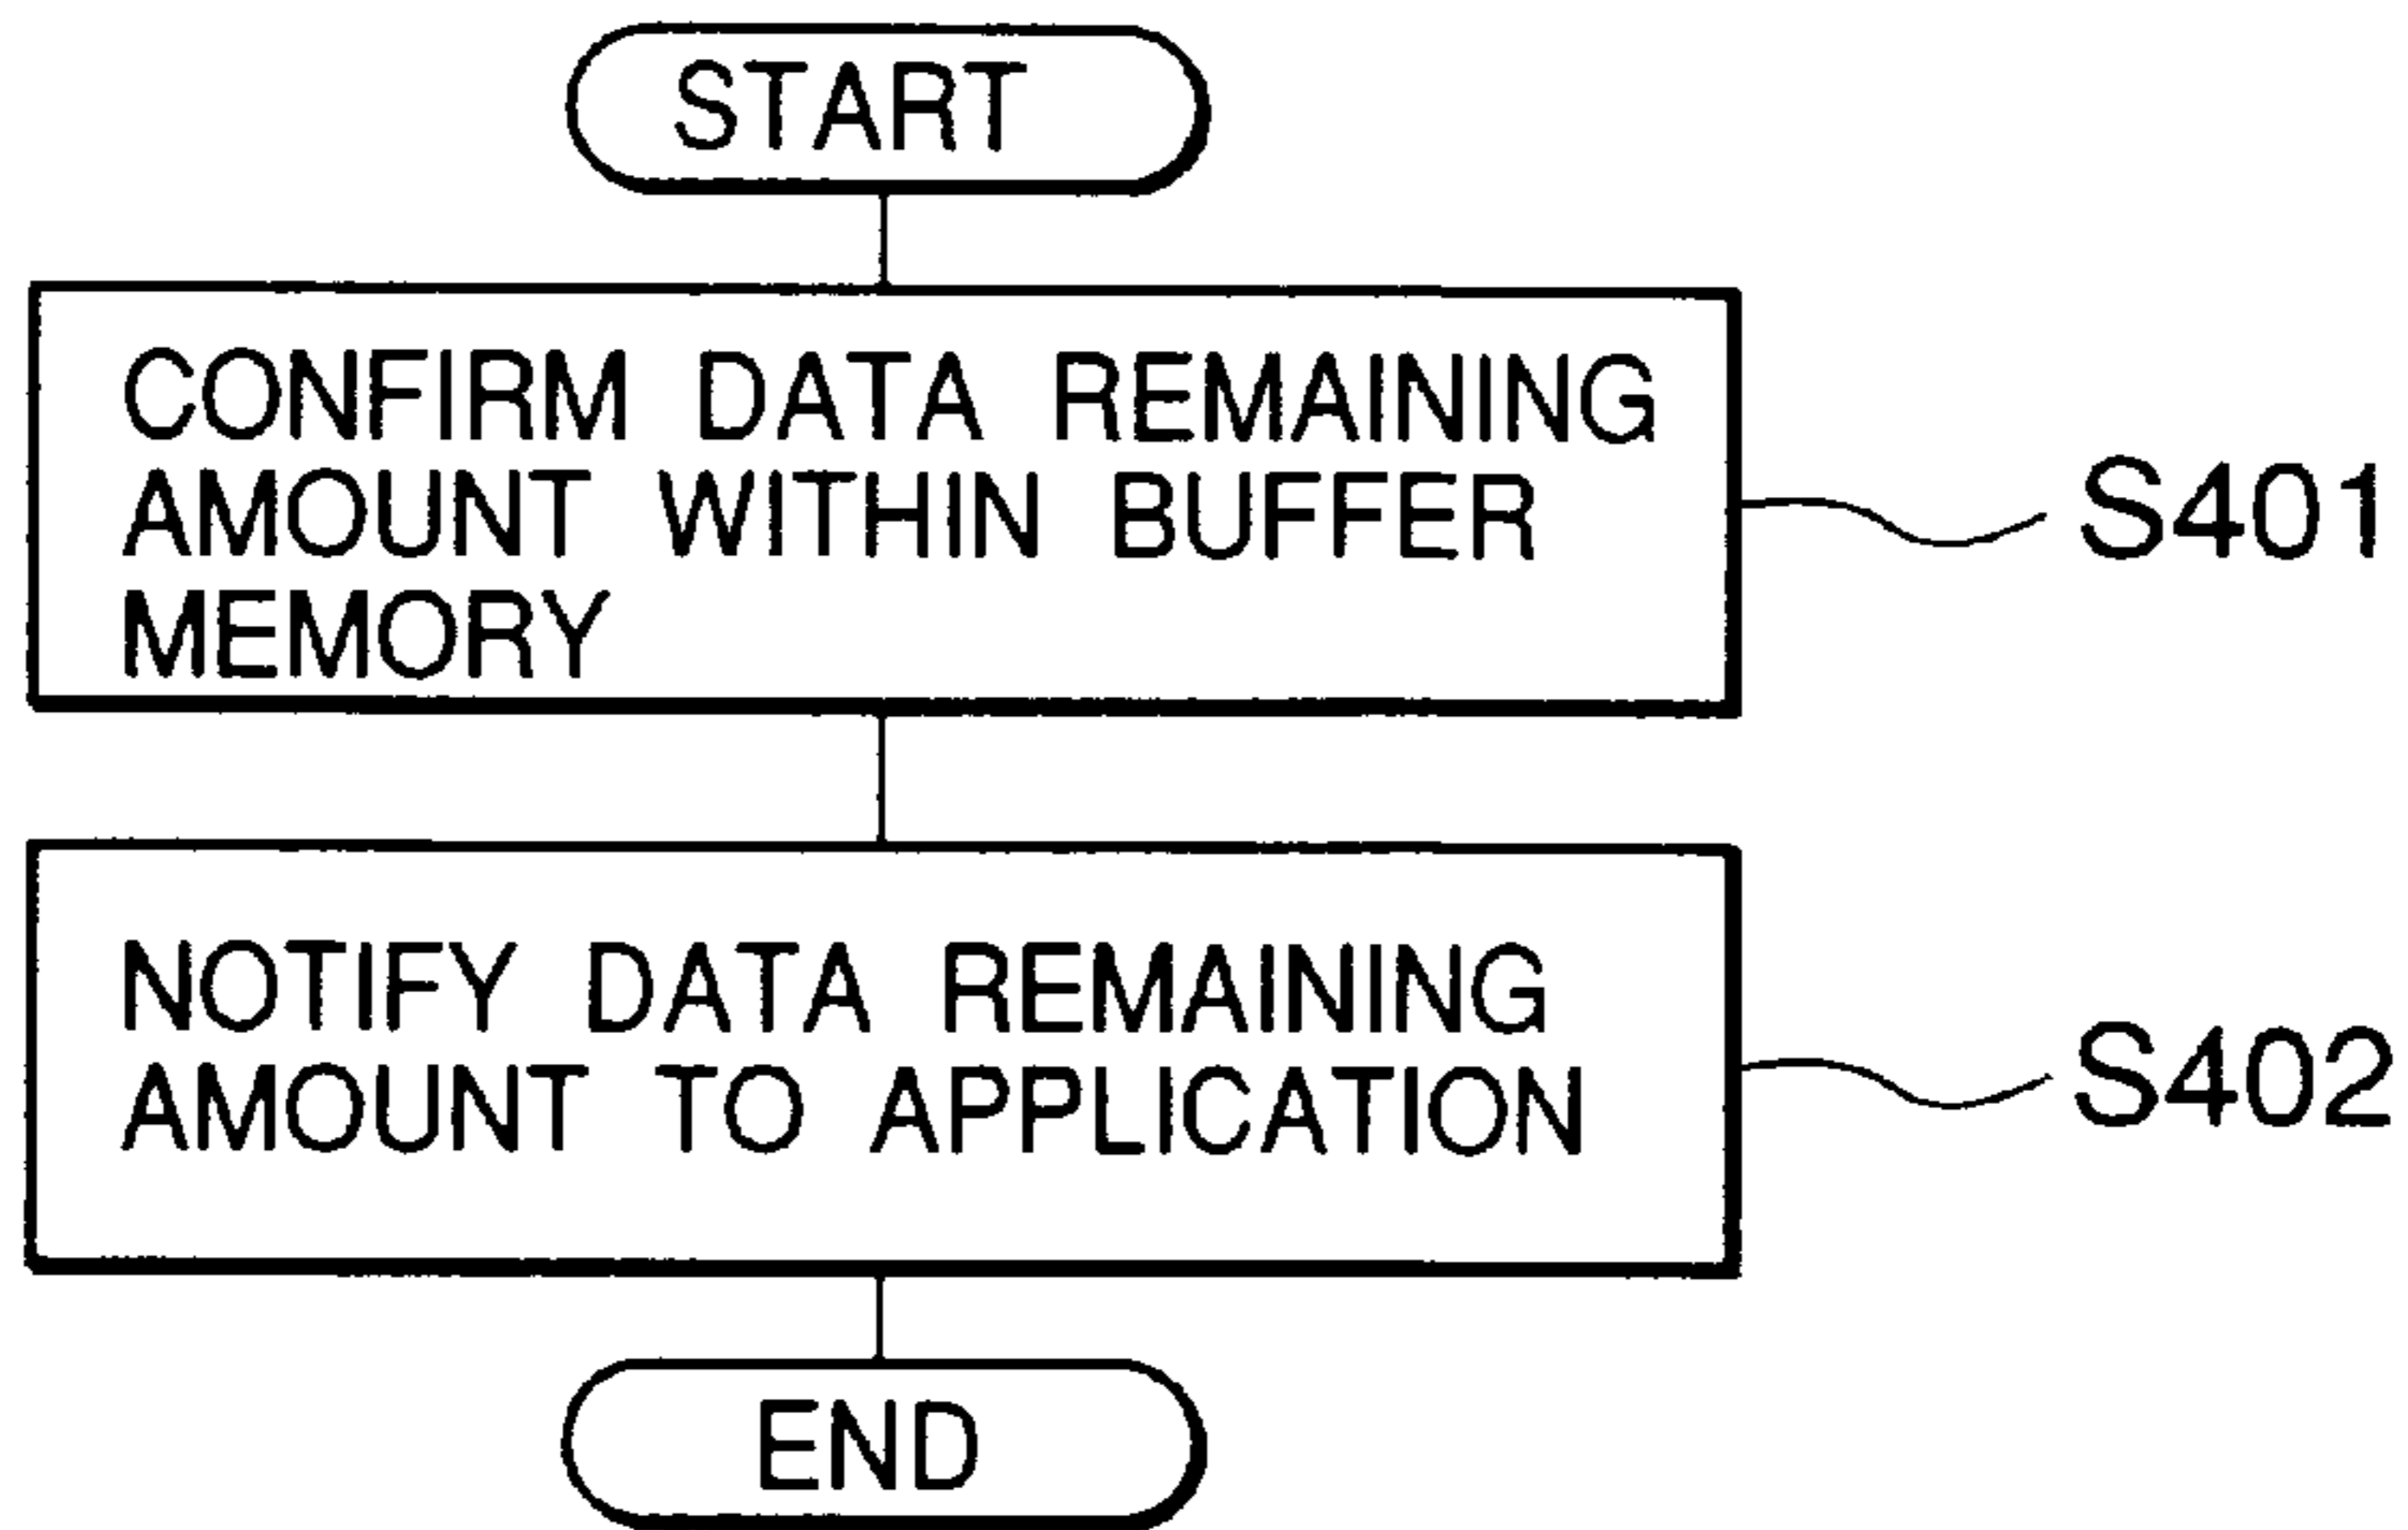 START
CONFIRM DATA REMAINING
AMOUNT WITHIN BUFFER
MEMORY
S401
NOTIFY DATA REMAINING
AMOUNT TO APPLICATION
S402
END